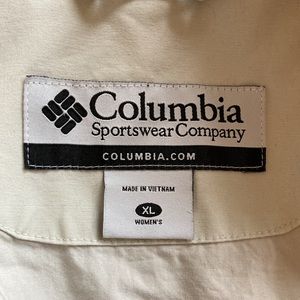 Columbia
Sportswear Company
COLUMBIA.COM
MADE IN VIETNAM
XL
WOMEN'S